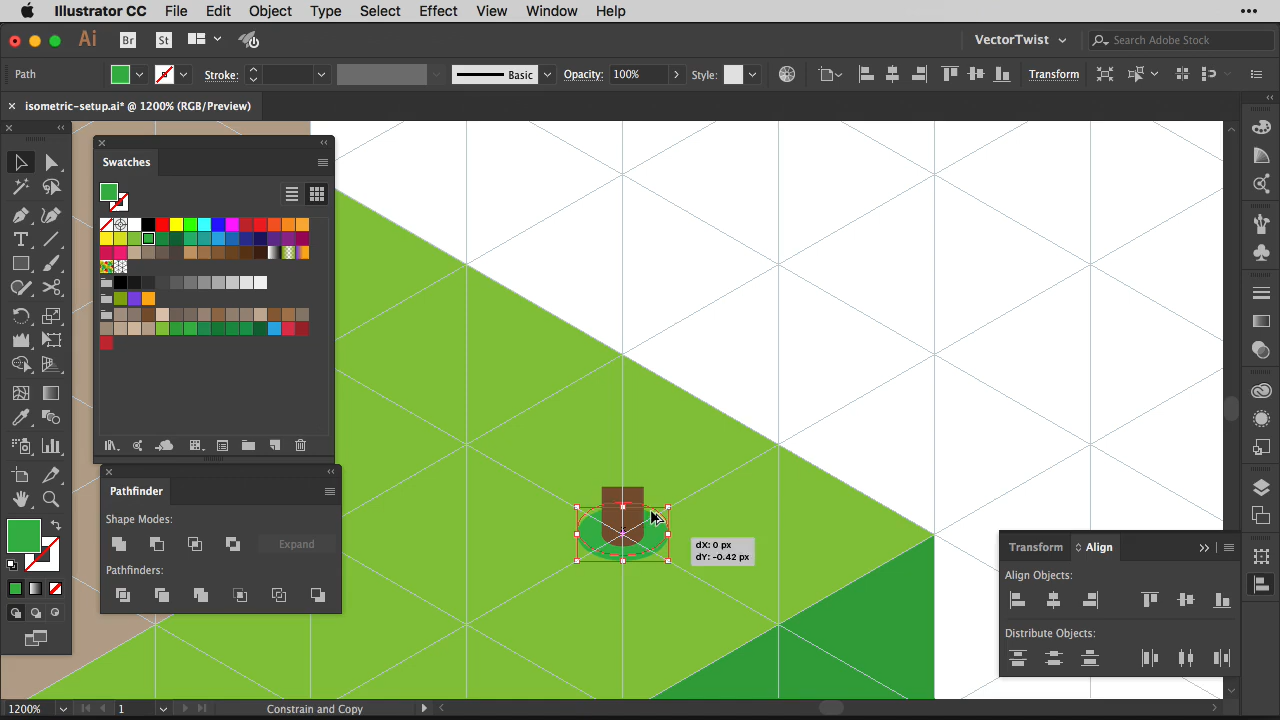 Illustrator CC File Edit Object Type Select Effect View Window Help
Ai Br St VectorTwist Search Adobe Stock
Path Stroke: Basic Opacity: 100% Style: Transform
× isometric-setup.ai* @ 1200% (RGB/Preview)
Swatches
Pathfinder
Shape Modes:
Expand
Pathfinders:
dX: 0 px
dY: -0.42 px
Transform Align
Align Objects:
Distribute Objects:
1200% 1 Constrain and Copy